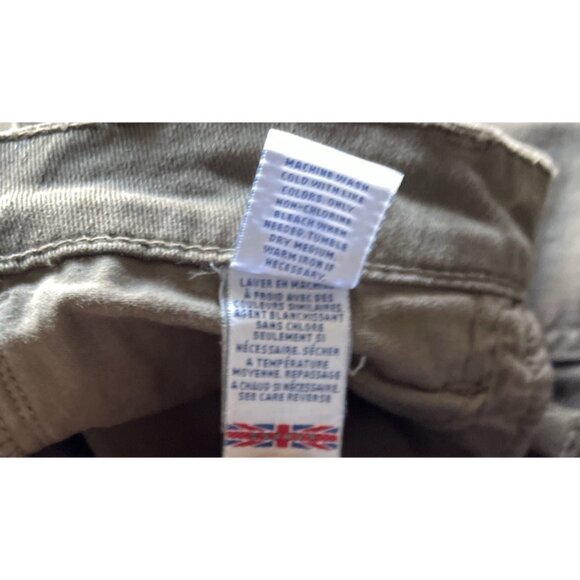 MACHINE WASH
COLD WITH LIKE
COLORS. ONLY
NON-CHLORINE
BLEACH WHEN
NEEDED. TUMBLE
DRY MEDIUM.
WARM IRON IF
NECESSARY.
LAVER EN MACHINE
À FROID AVEC DES
COULEURS SIMILAIRES.
AGENT BLANCHISSANT
SANS CHLORE
SEULEMENT SI
NÉCESSAIRE. SÉCHER
À TEMPÉRATURE
MOYENNE. REPASSAGE
A CHAUD SI NÉCESSAIRE.
SEE CARE REVERSE